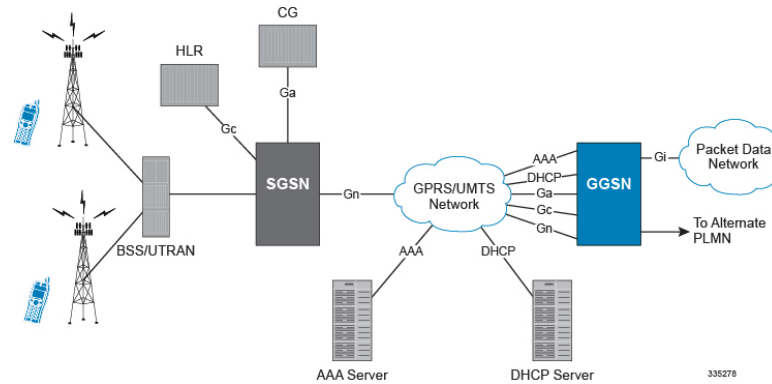 CG
HLR
Ga
Gc
SGSN
Gn
GPRS/UMTS
Network
AAA
DHCP
Ga
Gc
Gn
GGSN
Gi
Packet Data
Network
To Alternate
PLMN
BSS/UTRAN
AAA
DHCP
AAA Server
DHCP Server
335278